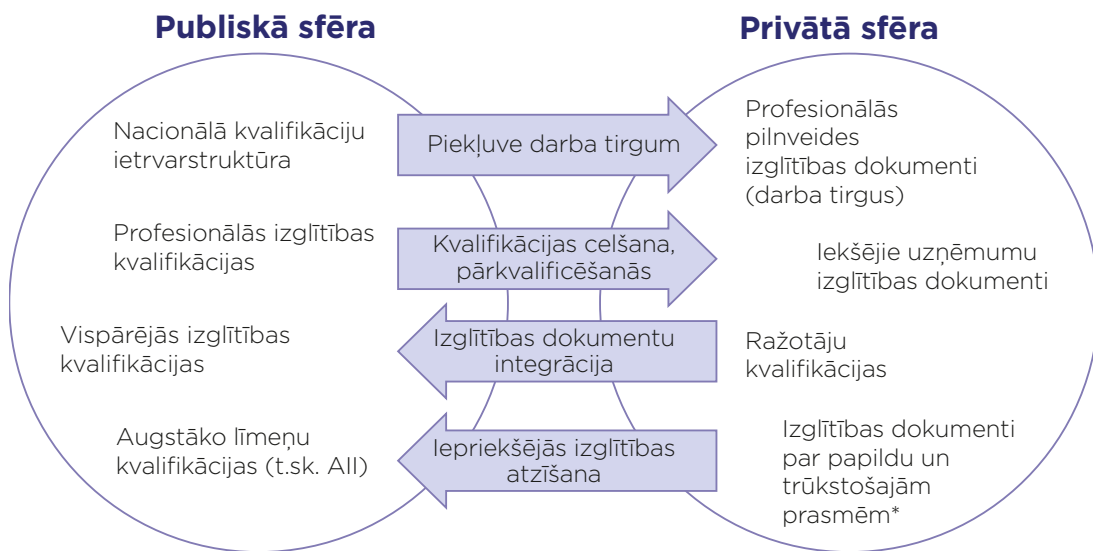 Publiskā sfēra
Privātā sfēra
Nacionālā kvalifikāciju
ietrvarstruktūra
Piekļuve darba tirgum
Profesionālās
pilnveides
izglītības dokumenti
(darba tirgus)
Profesionālās izglītības
kvalifikācijas
Kvalifikācijas celšana,
pārkvalificēšanās
Iekšējie uzņēmumu
izglītības dokumenti
Vispārējās izglītības
kvalifikācijas
Izglītības dokumentu
integrācija
Ražotāju
kvalifikācijas
Augstāko līmeņu
kvalifikācijas (t.sk. AII)
Iepriekšējās izglītības
atzīšana
Izglītības dokumenti
par papildu un
trūkstošajām
prasmēm*